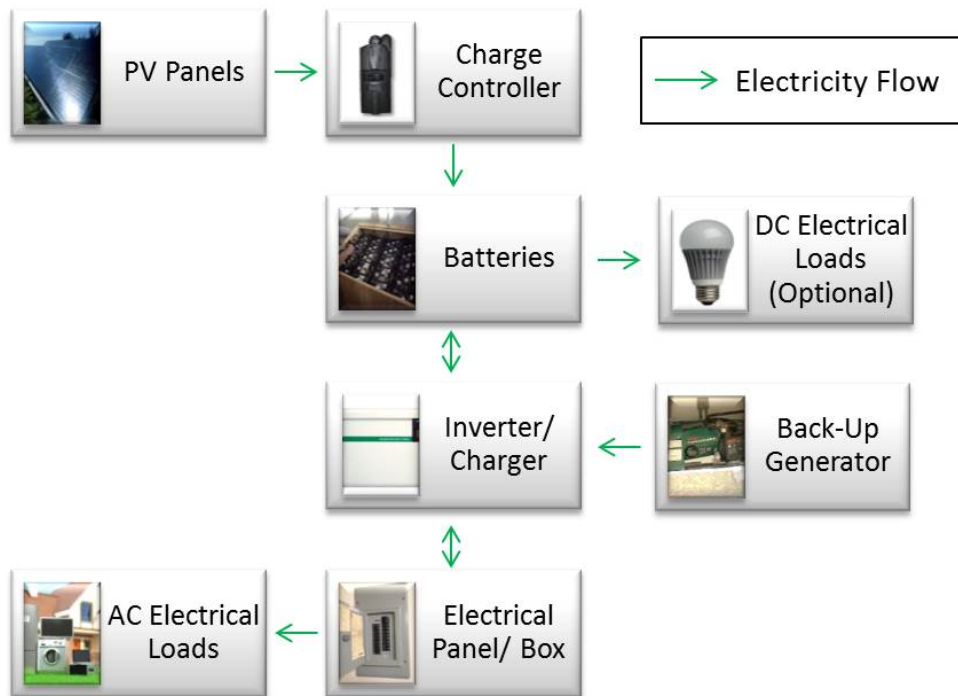 PV Panels
Charge
Controller
Electricity Flow
Batteries
DC Electrical
Loads
(Optional)
Inverter/
Charger
Back-Up
Generator
AC Electrical
Loads
Electrical
Panel/ Box